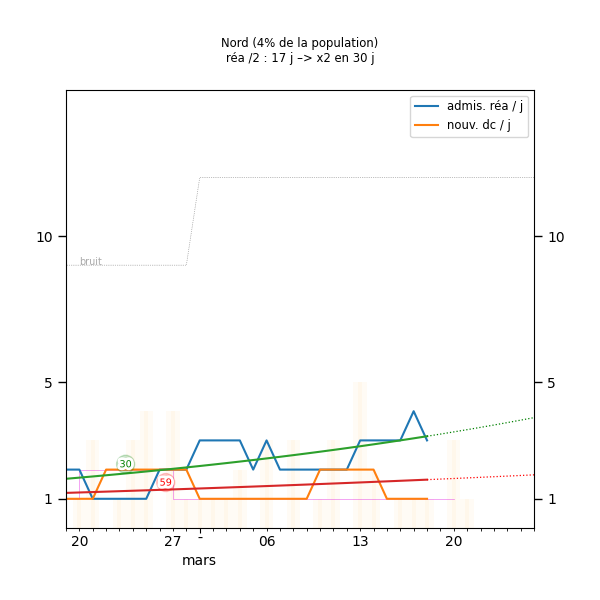 Nord (4% de la population)
réa /2 : 17 j –> x2 en 30 j
admis. réa / j
nouv. dc / j
bruit
10
10
5
5
30
59
1
1
20
27
-
06
13
20
mars